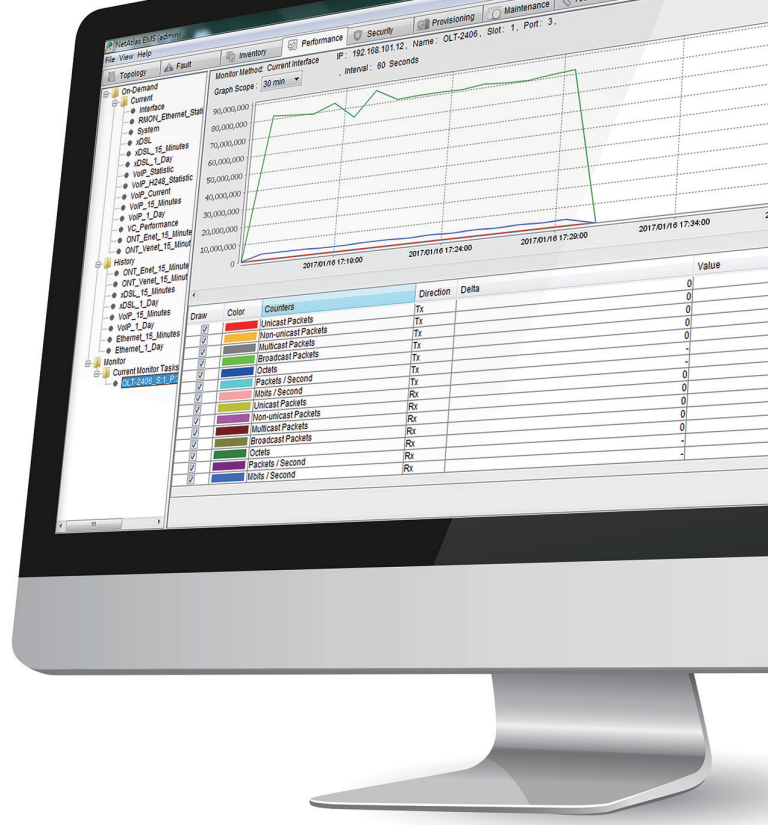 NetAtlas EMS (admin)
File View Help
Topology
Fault
Inventory
Performance
Security
Provisioning
Maintenance
Monitor Method: Current Interface
IP : 192.168.101.12, Name : OLT-2406, Slot : 1, Port : 3,
Graph Scope : 30 min
, Interval : 60 Seconds
On-Demand
Current
Interface
RMON_Ethernet_Stati
System
xDSL
xDSL_15_Minutes
xDSL_1_Day
VoIP_Statistic
VoIP_H248_Statistic
VoIP_Current
VoIP_15_Minutes
VoIP_1_Day
VC_Performance
ONT_Enet_15_Minute
ONT_Venet_15_Minut
History
ONT_Enet_15_Minute
ONT_Venet_15_Minut
xDSL_15_Minutes
xDSL_1_Day
VoIP_15_Minutes
VoIP_1_Day
Ethernet_15_Minutes
Ethernet_1_Day
Monitor
Current Monitor Tasks
OLT-2406_S:1_P:
90,000,000
80,000,000
70,000,000
60,000,000
50,000,000
40,000,000
30,000,000
20,000,000
10,000,000
0
2017/01/16 17:19:00
2017/01/16 17:24:00
2017/01/16 17:29:00
2017/01/16 17:34:00
2
Draw Color Counters Direction Delta Value
Unicast Packets Tx 0
Non-unicast Packets Tx 0
Multicast Packets Tx 0
Broadcast Packets Tx 0
Octets Tx 0
Packets / Second Tx -
Mbits / Second Tx -
Unicast Packets Rx 0
Non-unicast Packets Rx 0
Multicast Packets Rx 0
Broadcast Packets Rx 0
Octets Rx 0
Packets / Second Rx -
Mbits / Second Rx -